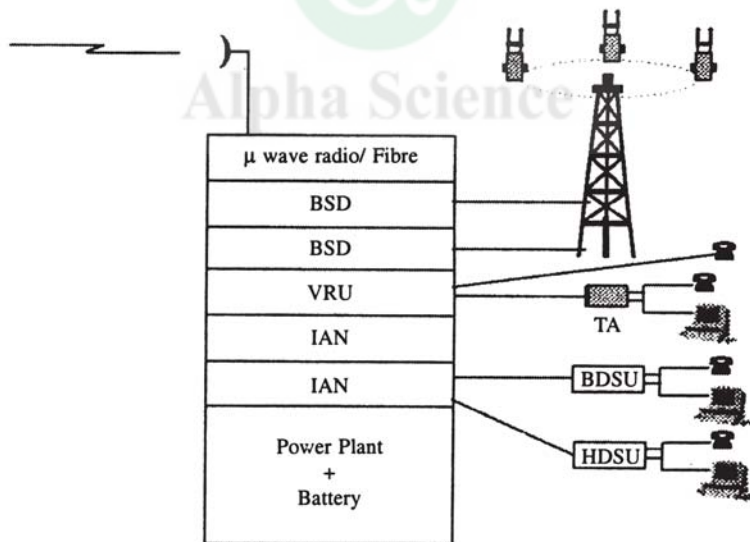 Alpha Science
μ wave radio/ Fibre
BSD
BSD
VRU
TA
IAN
IAN
BDSU
HDSU
Power Plant
+
Battery